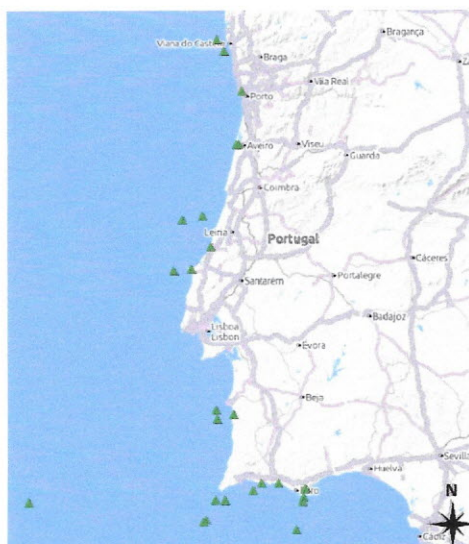 Viana do Castelo
Bragança
Braga
Vila Real
Porto
Aveiro
Viseu
Guarda
Coimbra
Leiria
Portugal
Cáceres
Santarém
Portalegre
Lisboa
Lisbon
Badajoz
Évora
Beja
Huelva
Sevilla
Faro
N
Cádiz